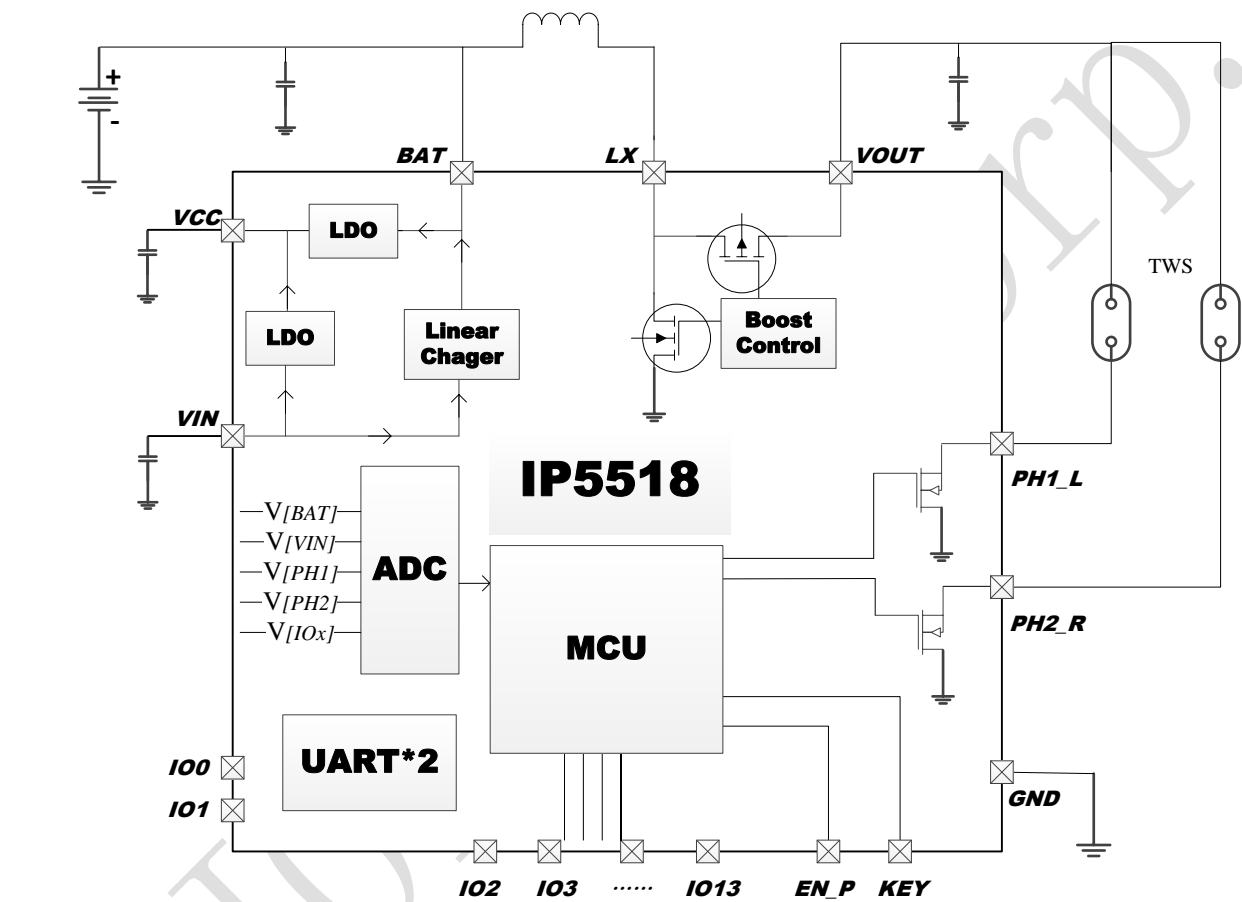 +
-
BAT
LX
VOUT
VCC
LDO
TWS
LDO
Linear
Chager
Boost
Control
VIN
IP5518
PH1_L
V[BAT]
V[VIN]
V[PH1]
V[PH2]
V[IOx]
ADC
MCU
PH2_R
UART*2
IO0
IO1
GND
IO2
IO3
······
IO13
EN_P
KEY
orp.